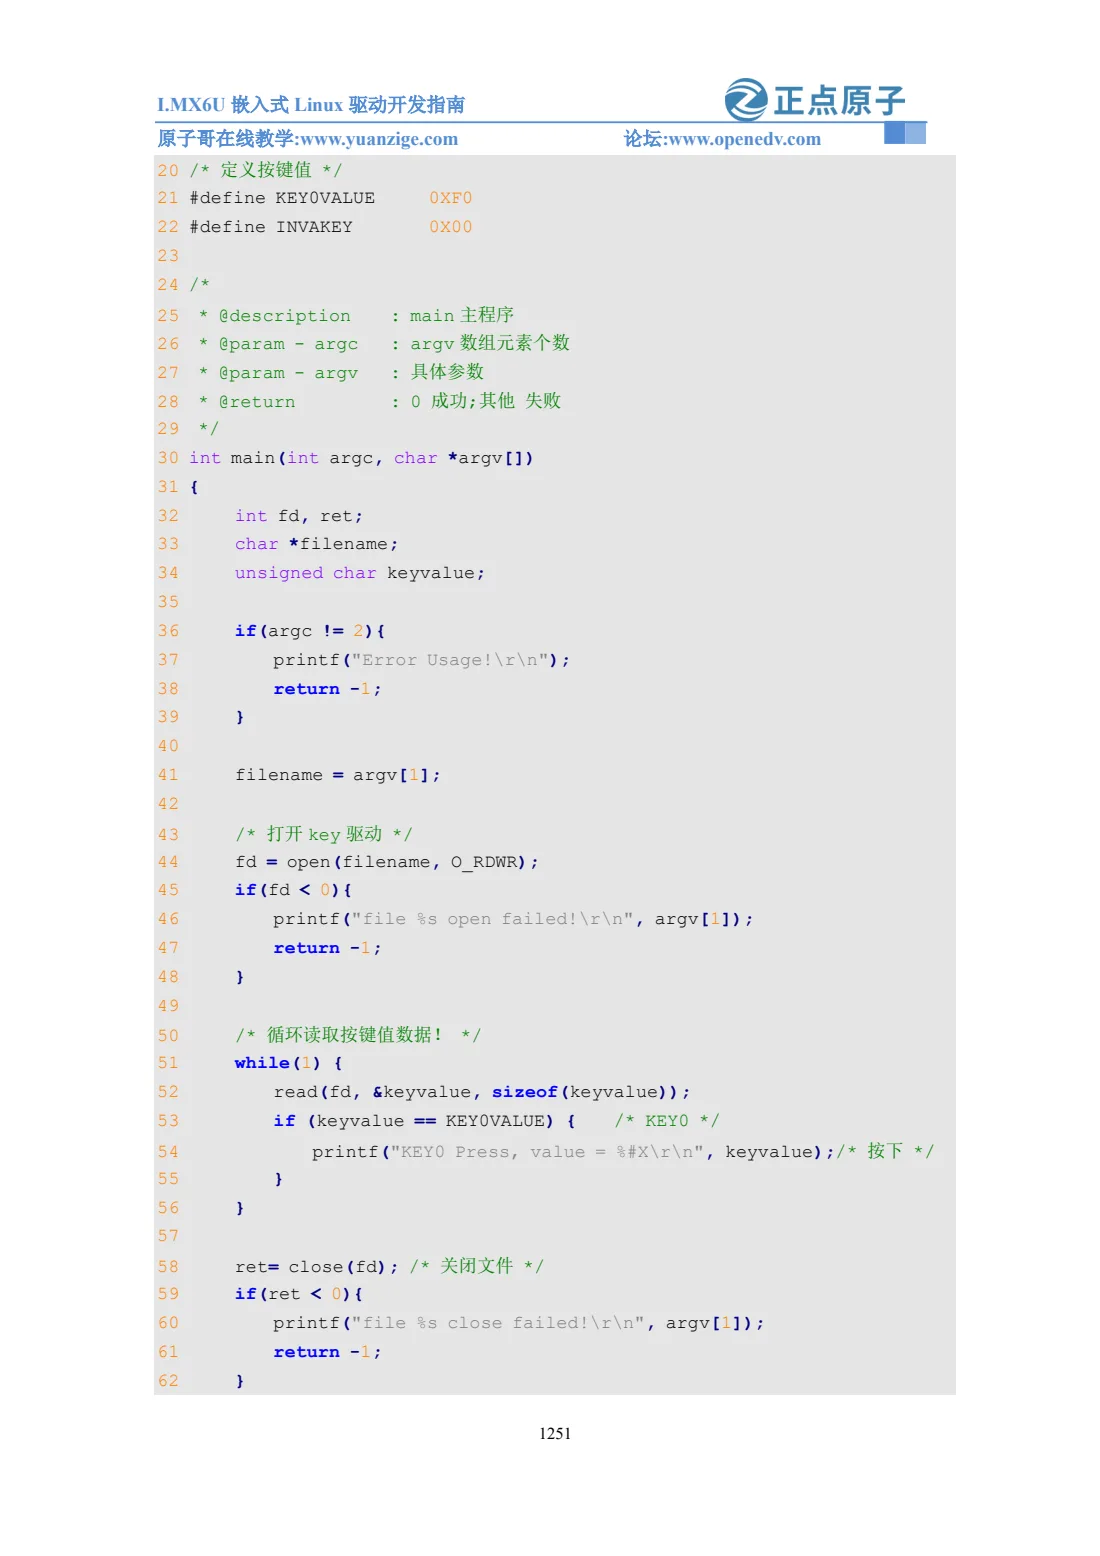 I.MX6U 嵌入式 Linux 驱动开发指南
正点原子
原子哥在线教学:www.yuanzige.com 论坛:www.openedv.com
20 /* 定义按键值 */
21 #define KEY0VALUE 0XF0
22 #define INVAKEY 0X00
23
24 /*
25 * @description : main 主程序
26 * @param - argc : argv 数组元素个数
27 * @param - argv : 具体参数
28 * @return : 0 成功;其他 失败
29 */
30 int main(int argc, char *argv[])
31 {
32 int fd, ret;
33 char *filename;
34 unsigned char keyvalue;
35
36 if(argc != 2){
37 printf("Error Usage!\r\n");
38 return -1;
39 }
40
41 filename = argv[1];
42
43 /* 打开 key 驱动 */
44 fd = open(filename, O_RDWR);
45 if(fd < 0){
46 printf("file %s open failed!\r\n", argv[1]);
47 return -1;
48 }
49
50 /* 循环读取按键值数据！ */
51 while(1) {
52 read(fd, &keyvalue, sizeof(keyvalue));
53 if (keyvalue == KEY0VALUE) { /* KEY0 */
54 printf("KEY0 Press, value = %#X\r\n", keyvalue);/* 按下 */
55 }
56 }
57
58 ret= close(fd); /* 关闭文件 */
59 if(ret < 0){
60 printf("file %s close failed!\r\n", argv[1]);
61 return -1;
62 }
1251